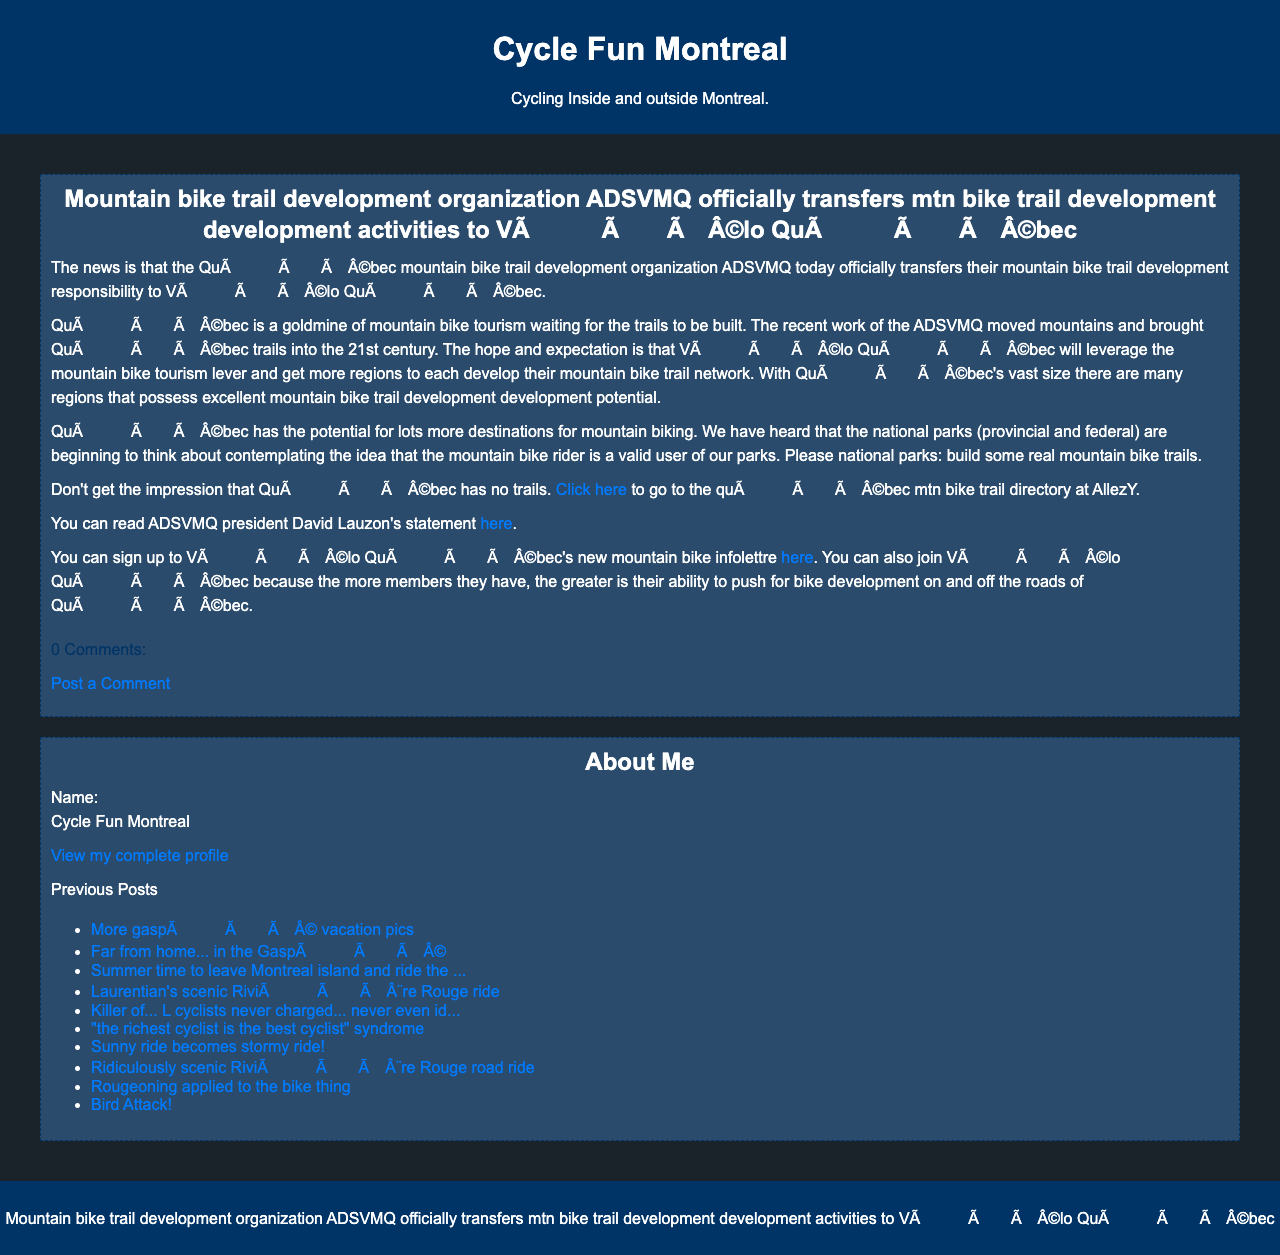 Cycle Fun Montreal
Cycling Inside and outside Montreal.
Mountain bike trail development organization ADSVMQ officially transfers mtn bike trail development
development activities to VÃ Ã Ã Â©lo QuÃ Ã Ã Â©bec
The news is that the QuÃ Ã Ã Â©bec mountain bike trail development organization ADSVMQ today officially transfers their mountain bike trail development
responsibility to VÃ Ã Ã Â©lo QuÃ Ã Ã Â©bec.
QuÃ Ã Ã Â©bec is a goldmine of mountain bike tourism waiting for the trails to be built. The recent work of the ADSVMQ moved mountains and brought
QuÃ Ã Ã Â©bec trails into the 21st century. The hope and expectation is that VÃ Ã Ã Â©lo QuÃ Ã Ã Â©bec will leverage the
mountain bike tourism lever and get more regions to each develop their mountain bike trail network. With QuÃ Ã Ã Â©bec's vast size there are many
regions that possess excellent mountain bike trail development development potential.
QuÃ Ã Ã Â©bec has the potential for lots more destinations for mountain biking. We have heard that the national parks (provincial and federal) are
beginning to think about contemplating the idea that the mountain bike rider is a valid user of our parks. Please national parks: build some real mountain bike trails.
Don't get the impression that QuÃ Ã Ã Â©bec has no trails. Click here to go to the quÃ Ã Ã Â©bec mtn bike trail directory at AllezY.
You can read ADSVMQ president David Lauzon's statement here.
You can sign up to VÃ Ã Ã Â©lo QuÃ Ã Ã Â©bec's new mountain bike infolettre here. You can also join VÃ Ã Ã Â©lo
QuÃ Ã Ã Â©bec because the more members they have, the greater is their ability to push for bike development on and off the roads of
QuÃ Ã Ã Â©bec.
0 Comments:
Post a Comment
About Me
Name:
Cycle Fun Montreal
View my complete profile
Previous Posts
More gaspÃ Ã Ã Â© vacation pics
Far from home... in the GaspÃ Ã Ã Â©
Summer time to leave Montreal island and ride the ...
Laurentian's scenic RiviÃ Ã Ã Â¨re Rouge ride
Killer of... L cyclists never charged... never even id...
"the richest cyclist is the best cyclist" syndrome
Sunny ride becomes stormy ride!
Ridiculously scenic RiviÃ Ã Ã Â¨re Rouge road ride
Rougeoning applied to the bike thing
Bird Attack!
Mountain bike trail development organization ADSVMQ officially transfers mtn bike trail development development activities to VÃ Ã Ã Â©lo QuÃ Ã Ã Â©bec